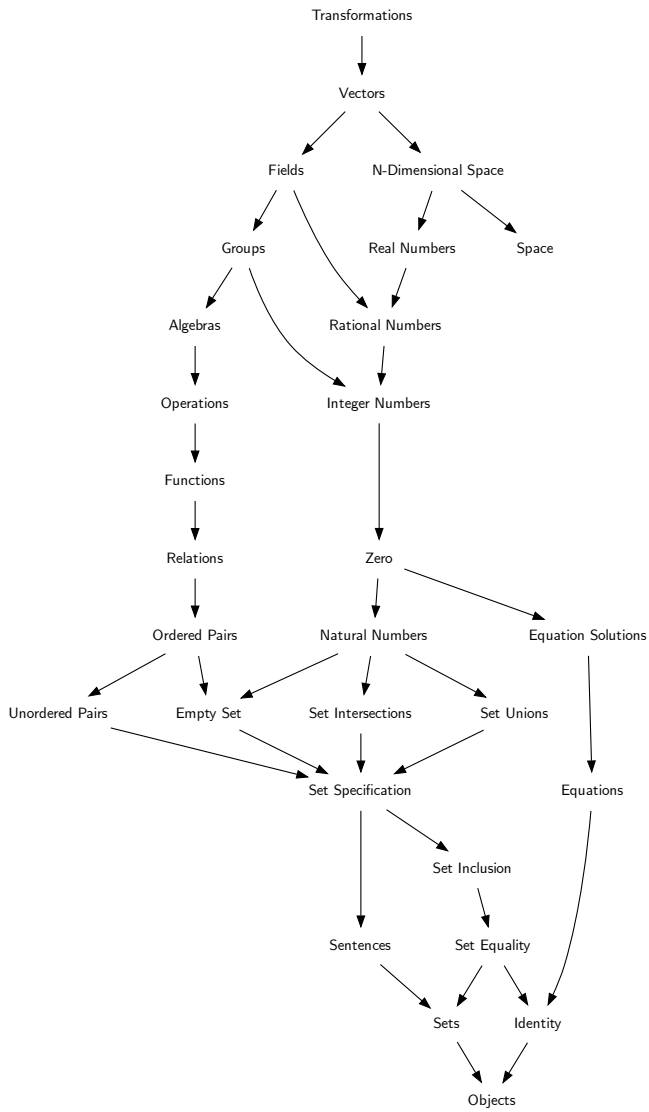 Transformations
Vectors
Fields
N-Dimensional Space
Groups
Real Numbers
Space
Algebras
Rational Numbers
Operations
Integer Numbers
Functions
Relations
Zero
Ordered Pairs
Natural Numbers
Equation Solutions
Unordered Pairs
Empty Set
Set Intersections
Set Unions
Set Specification
Equations
Set Inclusion
Sentences
Set Equality
Sets
Identity
Objects